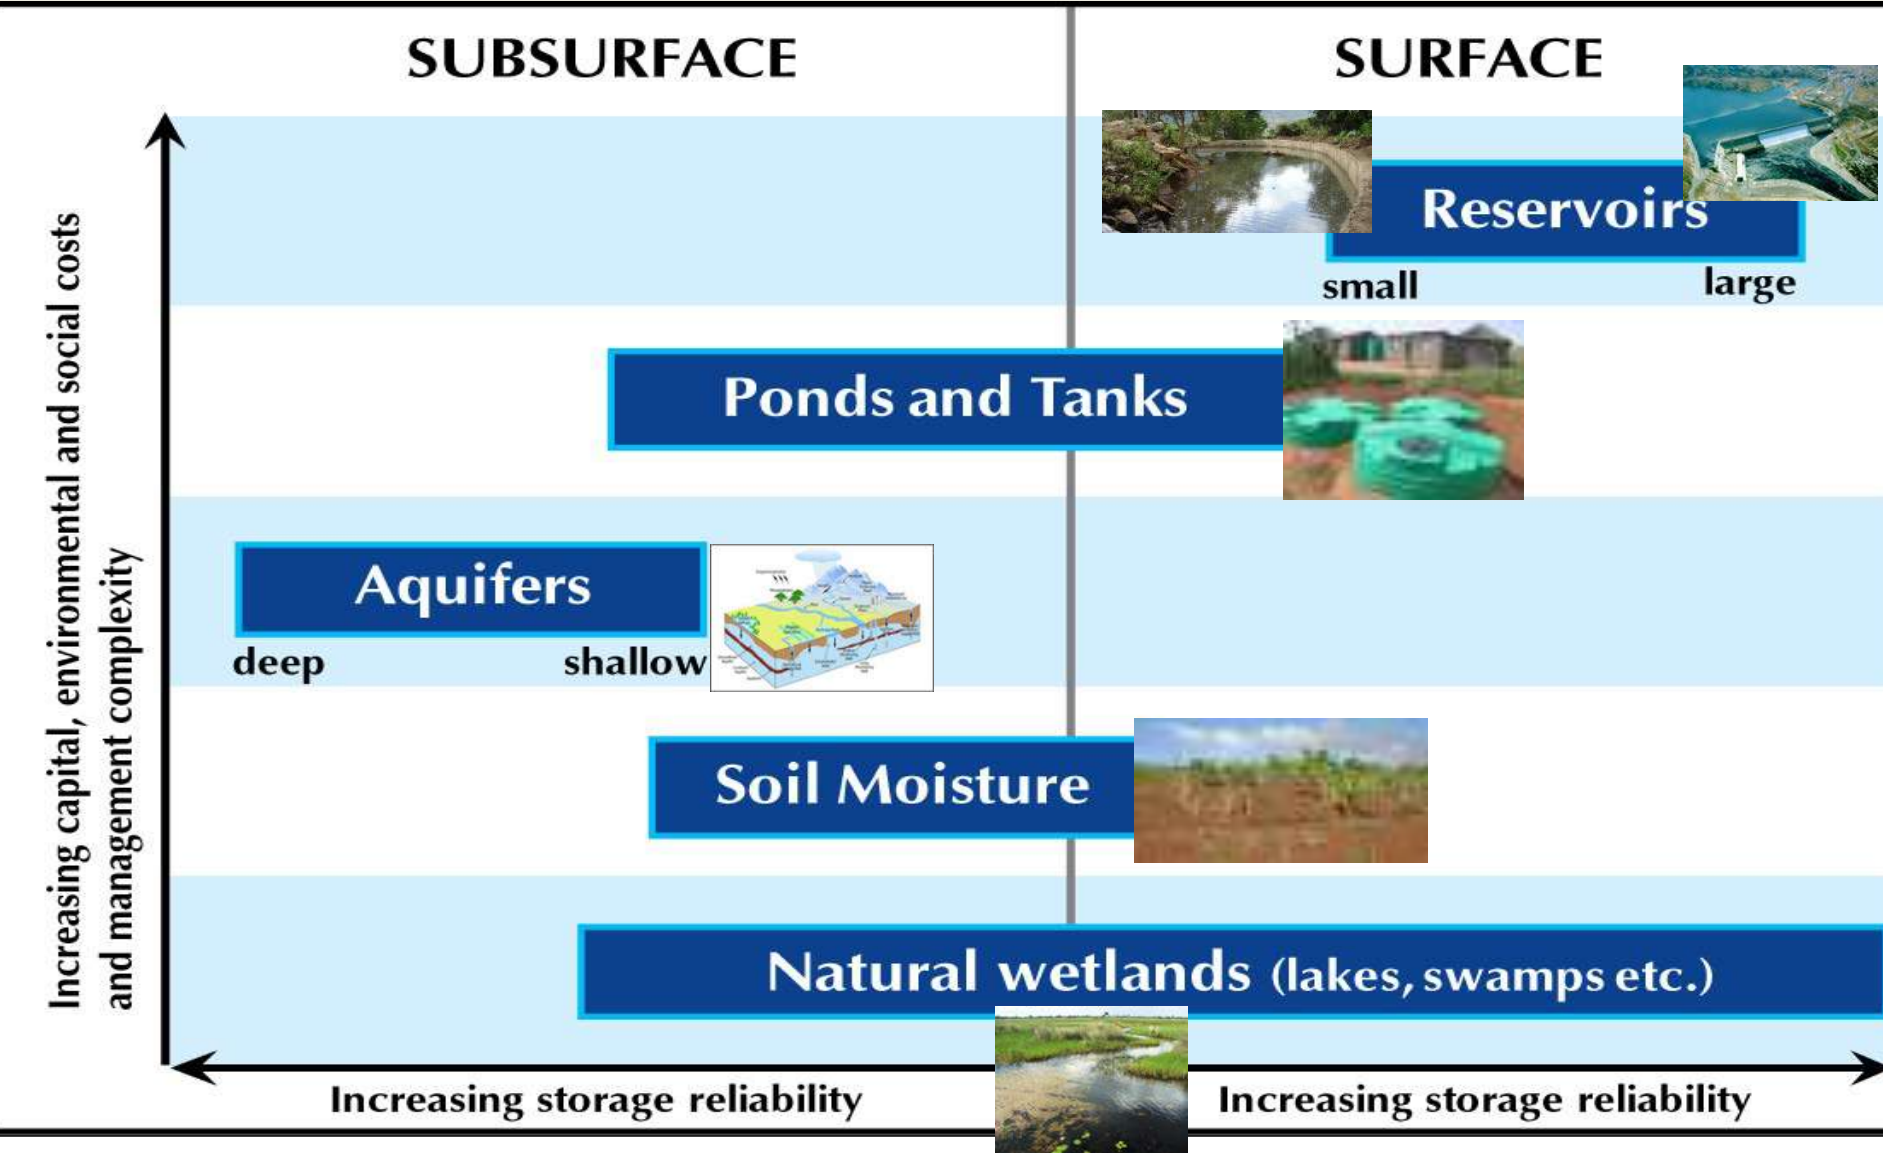 SUBSURFACE
SURFACE
Increasing capital, environmental and social costs
and management complexity
Reservoirs
small
large
Ponds and Tanks
Aquifers
deep
shallow
Soil Moisture
Natural wetlands (lakes, swamps etc.)
Increasing storage reliability
Increasing storage reliability